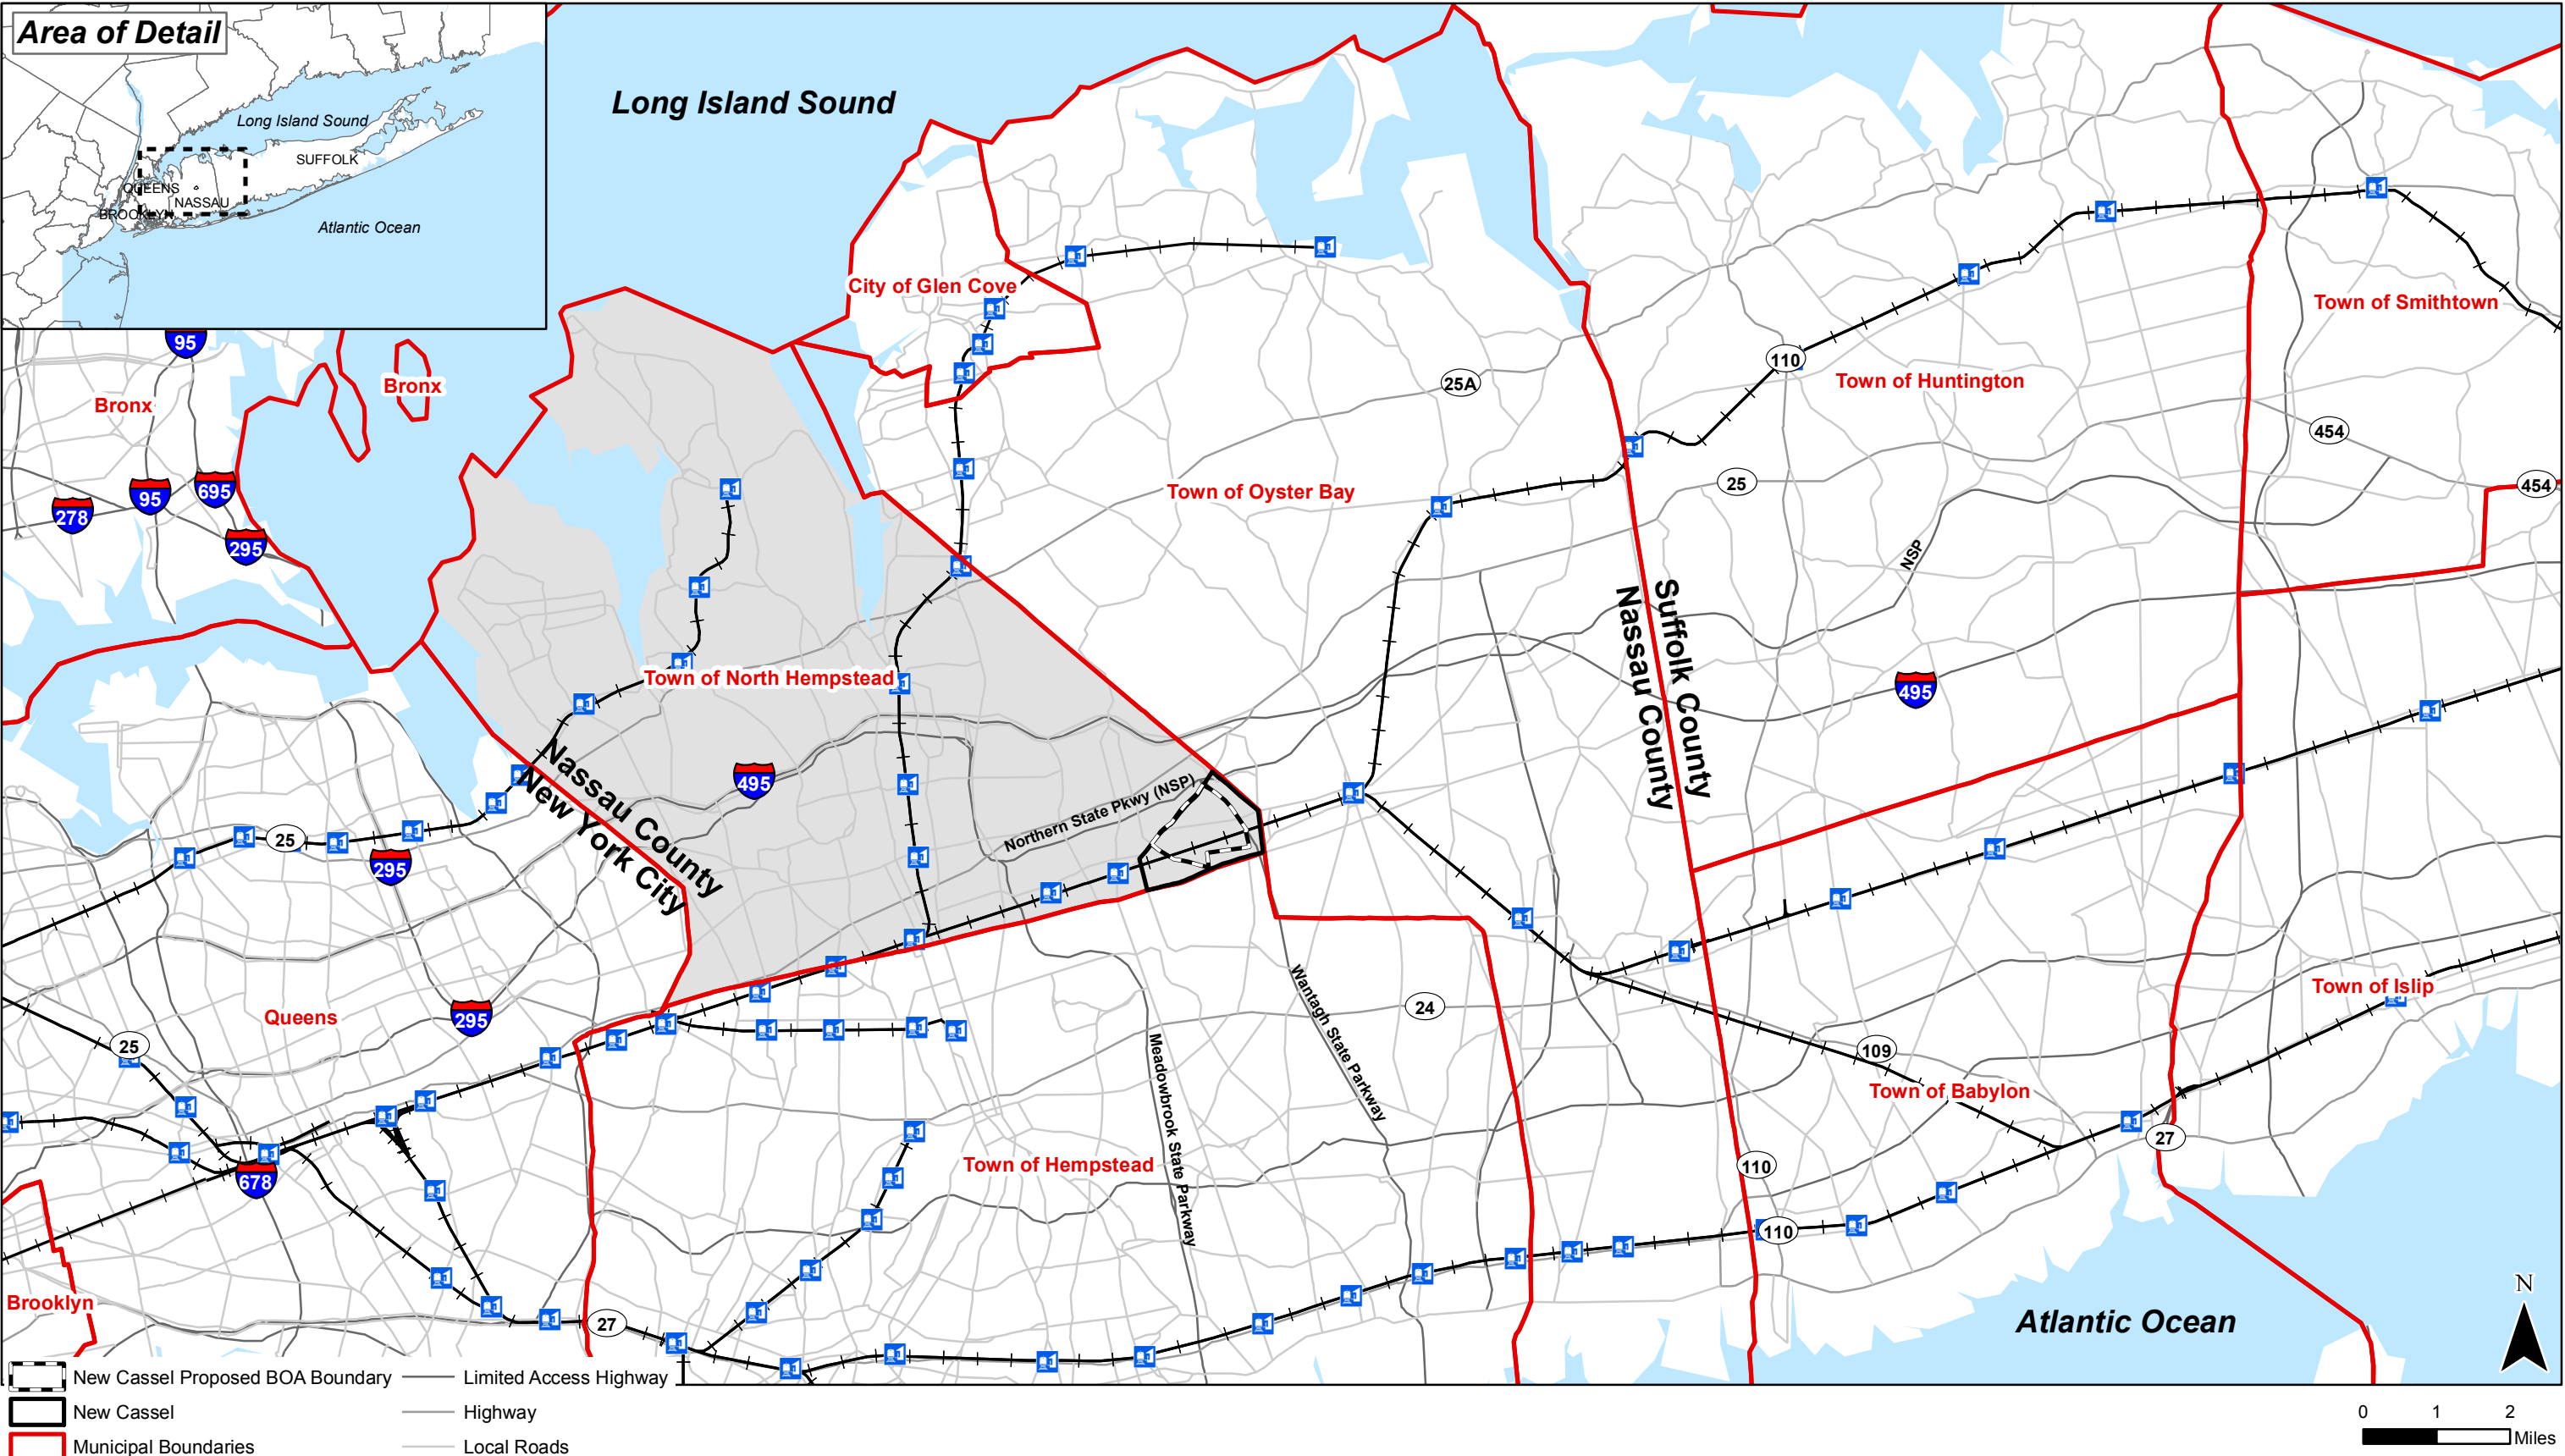 Area of Detail
Long Island Sound
SUFFOLK
QUEENS
NASSAU
BROOKLYN
Atlantic Ocean
Long Island Sound
City of Glen Cove
Town of Smithtown
95
Bronx
Bronx
110
Town of Huntington
25A
454
278
95
695
295
Town of Oyster Bay
25
454
NSP
Suffolk County
Nassau County
Town of North Hempstead
495
495
Nassau County
New York City
Northern State Pkwy (NSP)
25
295
Queens
295
25
Wantagh State Parkway
24
Town of Islip
109
Town of Babylon
Meadowbrook State Parkway
27
Town of Hempstead
110
678
110
Brooklyn
27
Atlantic Ocean
N
New Cassel Proposed BOA Boundary
New Cassel
Municipal Boundaries
Limited Access Highway
Highway
Local Roads
0 1 2
Miles